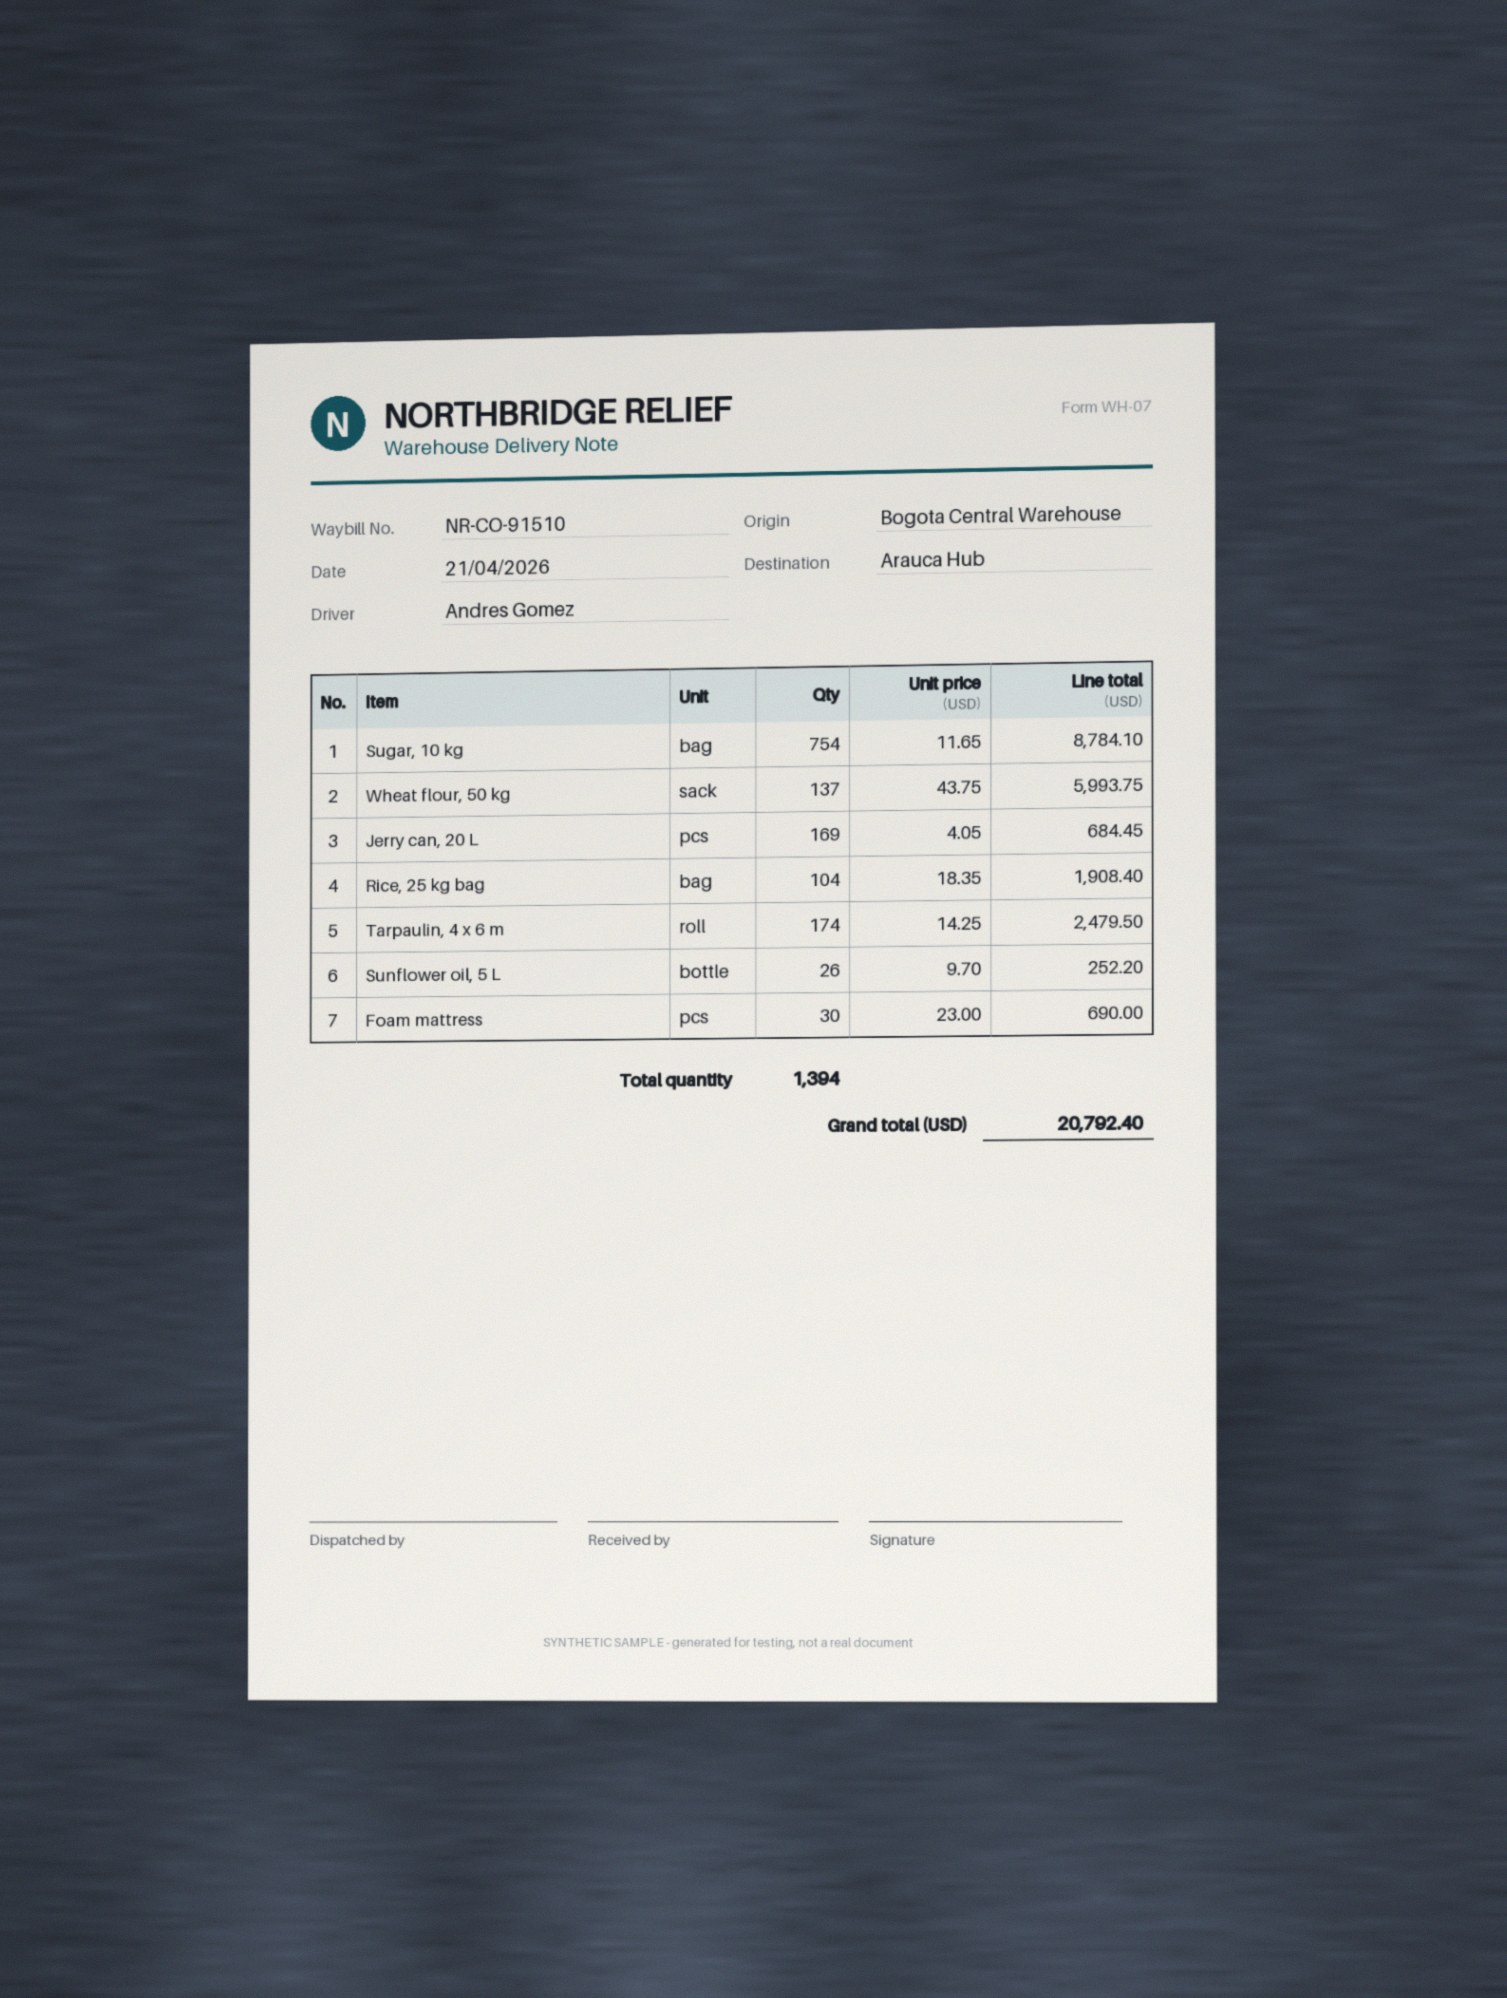 N
NORTHBRIDGE RELIEF
Warehouse Delivery Note
Form WH-07
Waybill No. NR-CO-91510 Origin Bogota Central Warehouse
Date 21/04/2026 Destination Arauca Hub
Driver Andres Gomez
No. Item Unit Qty Unit price (USD) Line total (USD)
1 Sugar, 10 kg bag 754 11.65 8,784.10
2 Wheat flour, 50 kg sack 137 43.75 5,993.75
3 Jerry can, 20 L pcs 169 4.05 684.45
4 Rice, 25 kg bag bag 104 18.35 1,908.40
5 Tarpaulin, 4 x 6 m roll 174 14.25 2,479.50
6 Sunflower oil, 5 L bottle 26 9.70 252.20
7 Foam mattress pcs 30 23.00 690.00
Total quantity 1,394
Grand total (USD) 20,792.40
Dispatched by Received by Signature
SYNTHETIC SAMPLE - generated for testing, not a real document